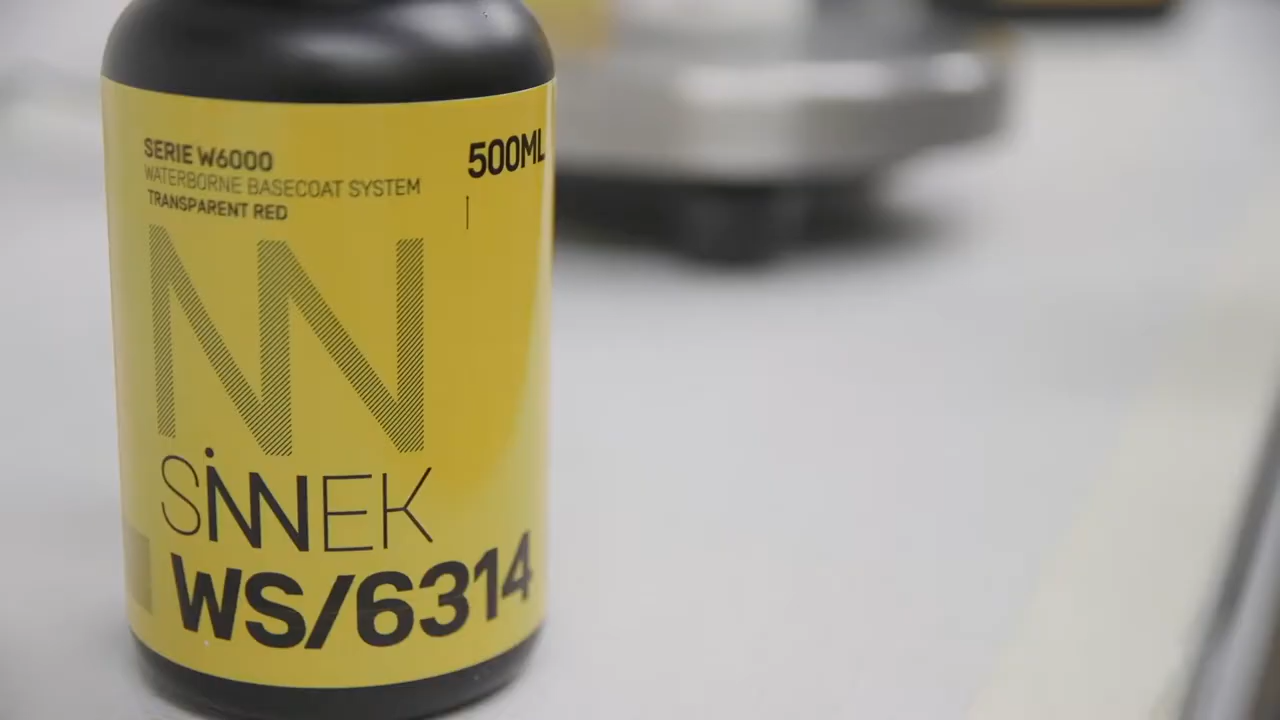 SERIE W6000
WATERBORNE BASECOAT SYSTEM
TRANSPARENT RED
500ML
SINNEK
WS/6314